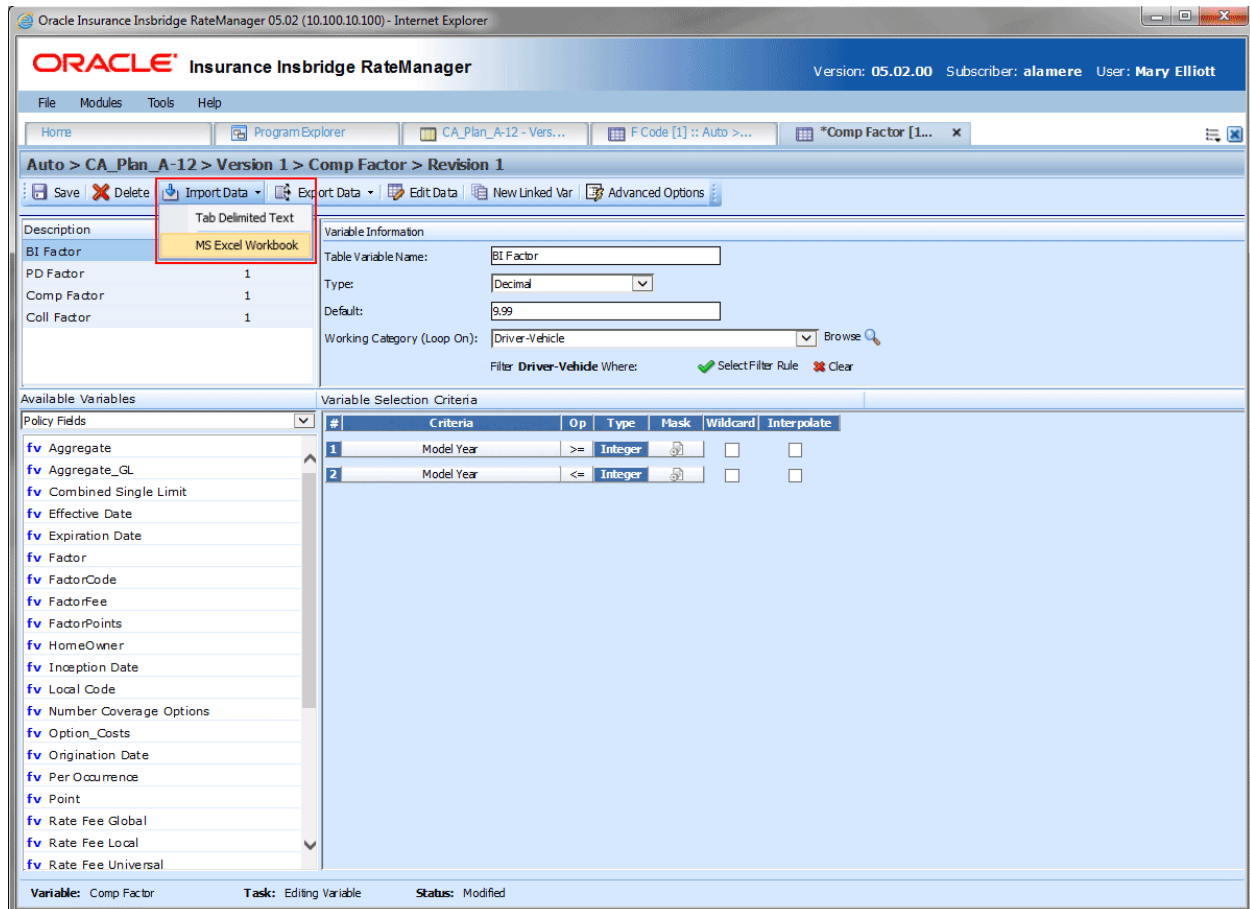 Oracle Insurance Insbridge RateManager 05.02 (10.100.10.100) - Internet Explorer
ORACLE Insurance Insbridge RateManager
Version: 05.02.00 Subscriber: alamere User: Mary Elliott
File Modules Tools Help
Home Program Explorer CA_Plan_A-12 - Vers... F Code [1] :: Auto >... *Comp Factor [1... x
Auto > CA_Plan_A-12 > Version 1 > Comp Factor > Revision 1
Save Delete Import Data Export Data Edit Data New Linked Var Advanced Options
Tab Delimited Text
MS Excel Workbook
Description
BI Factor
PD Factor 1
Comp Factor 1
Coll Factor 1
Variable Information
Table Variable Name: BI Factor
Type: Decimal
Default: 9.99
Working Category (Loop On): Driver-Vehicle Browse
Filter Driver-Vehicle Where: Select Filter Rule Clear
Available Variables
Policy Fields
fv Aggregate
fv Aggregate_GL
fv Combined Single Limit
fv Effective Date
fv Expiration Date
fv Factor
fv FactorCode
fv FactorFee
fv FactorPoints
fv HomeOwner
fv Inception Date
fv Local Code
fv Number Coverage Options
fv Option_Costs
fv Origination Date
fv Per Occurrence
fv Point
fv Rate Fee Global
fv Rate Fee Local
fv Rate Fee Universal
Variable Selection Criteria
# Criteria Op Type Mask Wildcard Interpolate
1 Model Year >= Integer
2 Model Year <= Integer
Variable: Comp Factor Task: Editing Variable Status: Modified